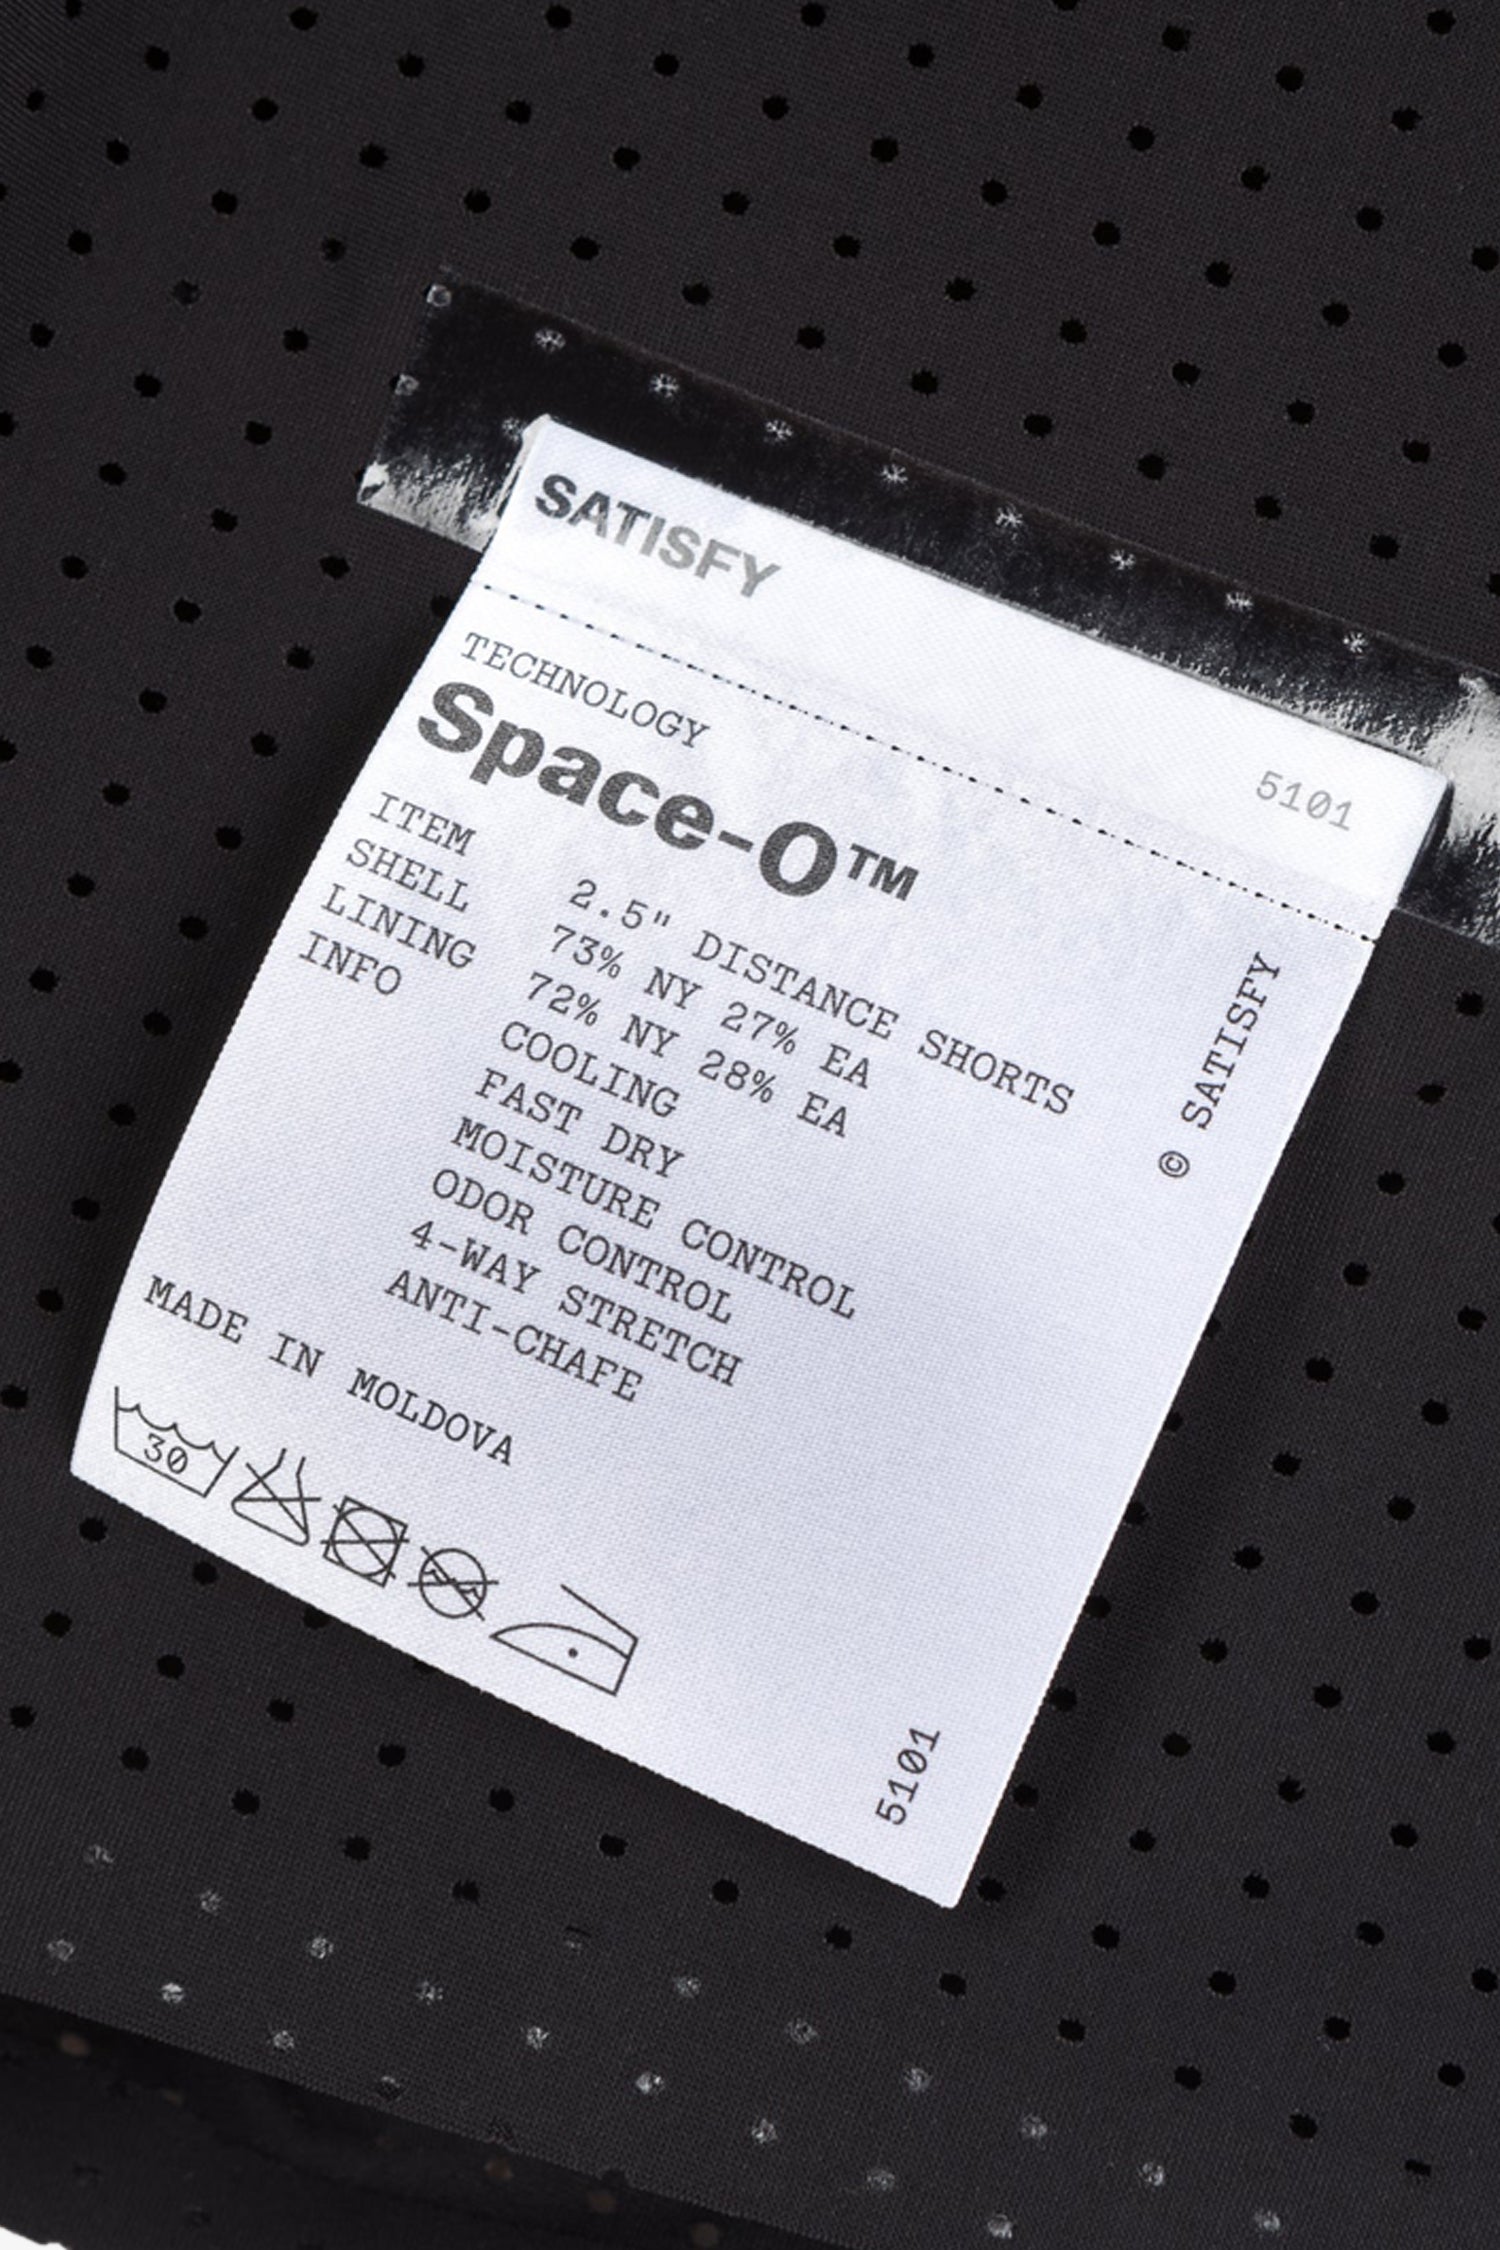 SATISFY
5101
TECHNOLOGY
Space-O™
ITEM 2.5" DISTANCE SHORTS
SHELL 73% NY 27% EA
LINING 72% NY 28% EA
INFO COOLING
FAST DRY
MOISTURE CONTROL
ODOR CONTROL
4-WAY STRETCH
ANTI-CHAFE
© SATISFY
MADE IN MOLDOVA
30
5101